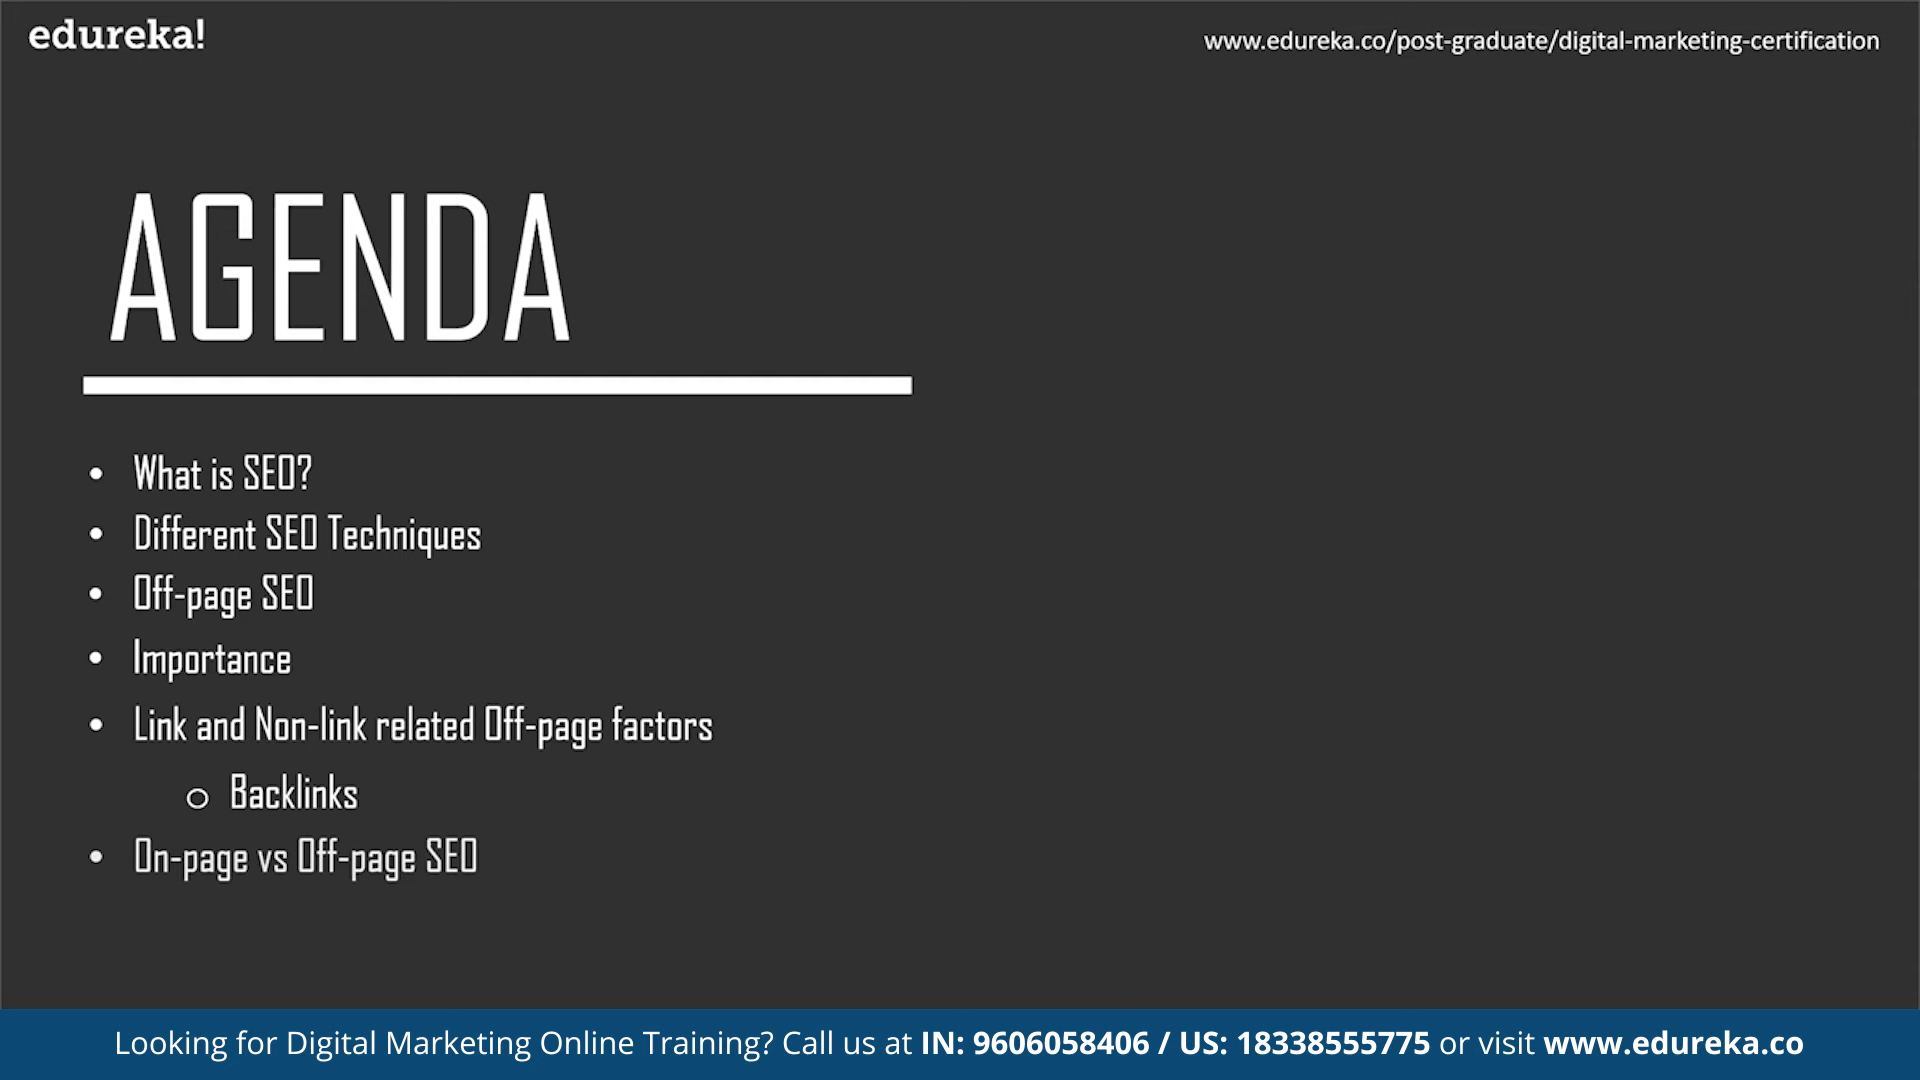 edureka!
www.edureka.co/post-graduate/digital-marketing-certification
AGENDA
• What is SEO?
• Different SEO Techniques
• Off-page SEO
• Importance
• Link and Non-link related Off-page factors
o Backlinks
• On-page vs Off-page SEO
Looking for Digital Marketing Online Training? Call us at IN: 9606058406 / US: 18338555775 or visit www.edureka.co